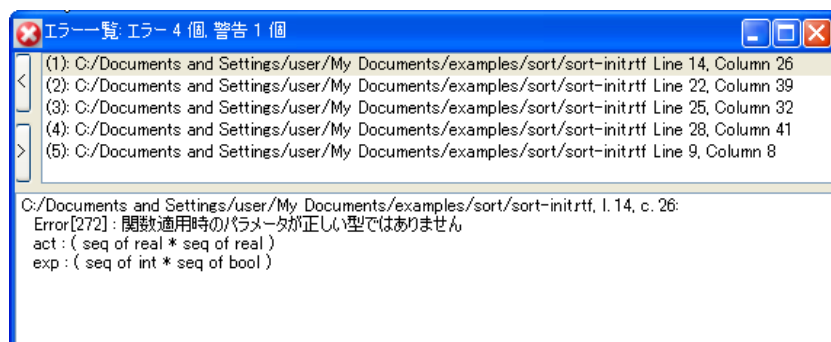 エラー一覧: エラー 4 個, 警告 1 個
(1): C:/Documents and Settings/user/My Documents/examples/sort/sort-init.rtf Line 14, Column 26
(2): C:/Documents and Settings/user/My Documents/examples/sort/sort-init.rtf Line 22, Column 39
(3): C:/Documents and Settings/user/My Documents/examples/sort/sort-init.rtf Line 25, Column 32
(4): C:/Documents and Settings/user/My Documents/examples/sort/sort-init.rtf Line 28, Column 41
(5): C:/Documents and Settings/user/My Documents/examples/sort/sort-init.rtf Line 9, Column 8
C:/Documents and Settings/user/My Documents/examples/sort/sort-init.rtf, l. 14, c. 26:
Error[272] : 関数適用時のパラメータが正しい型ではありません
act : ( seq of real * seq of real )
exp : ( seq of int * seq of bool )